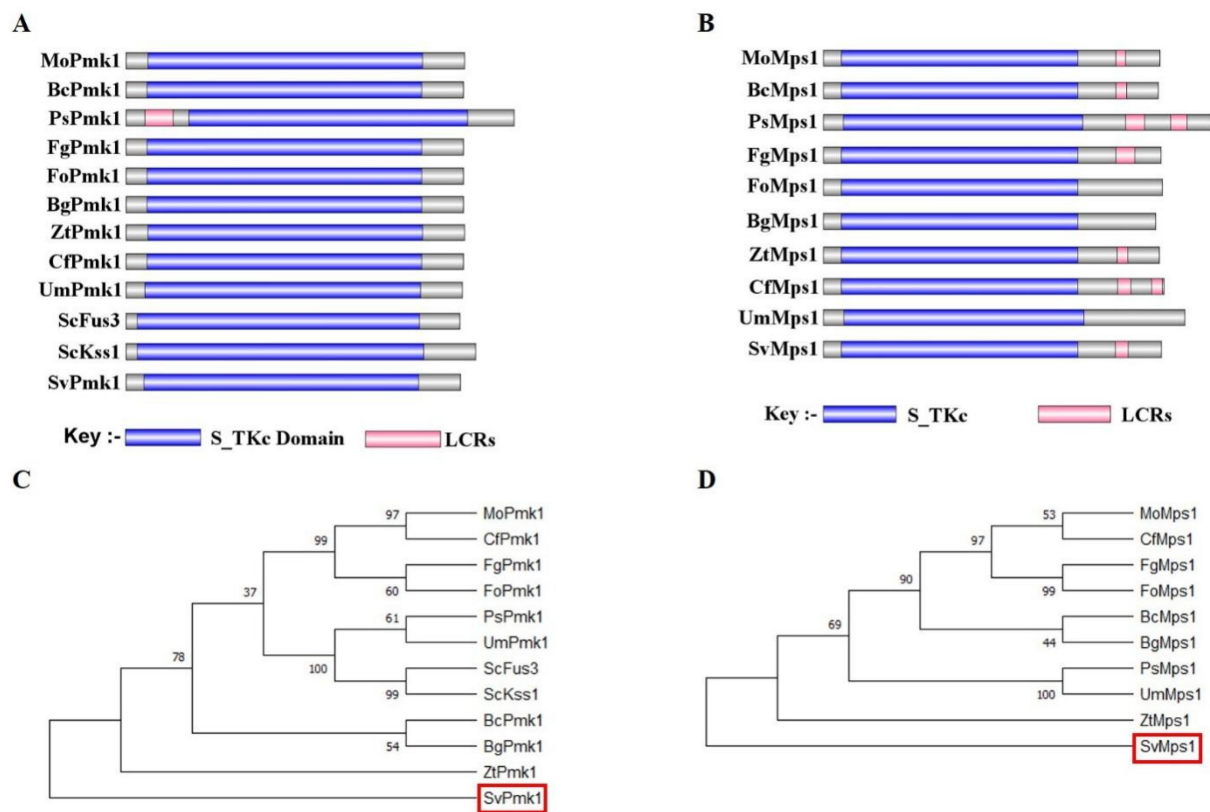 A
MoPmk1
BcPmk1
PsPmk1
FgPmk1
FoPmk1
BgPmk1
ZtPmk1
CfPmk1
UmPmk1
ScFus3
ScKss1
SvPmk1
Key :- S_TKc Domain LCRs
B
MoMps1
BcMps1
PsMps1
FgMps1
FoMps1
BgMps1
ZtMps1
CfMps1
UmMps1
SvMps1
Key :- S_TKc LCRs
C
MoPmk1
97
CfPmk1
99
FgPmk1
FoPmk1
60
37
PsPmk1
61
UmPmk1
78
100
ScFus3
ScKss1
99
BcPmk1
BgPmk1
54
ZtPmk1
SvPmk1
D
MoMps1
53
CfMps1
97
FgMps1
90
FoMps1
99
BcMps1
69
BgMps1
44
PsMps1
UmMps1
100
ZtMps1
SvMps1